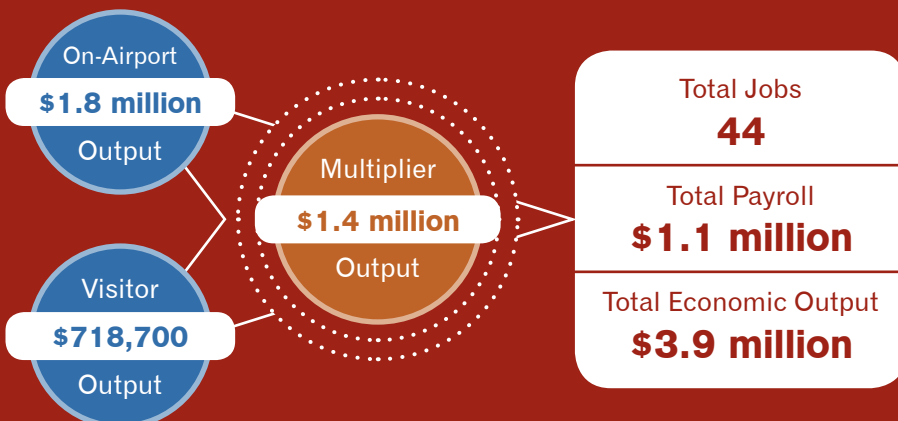 On-Airport
$1.8 million
Output
Visitor
$718,700
Output
Multiplier
$1.4 million
Output
Total Jobs
44
Total Payroll
$1.1 million
Total Economic Output
$3.9 million